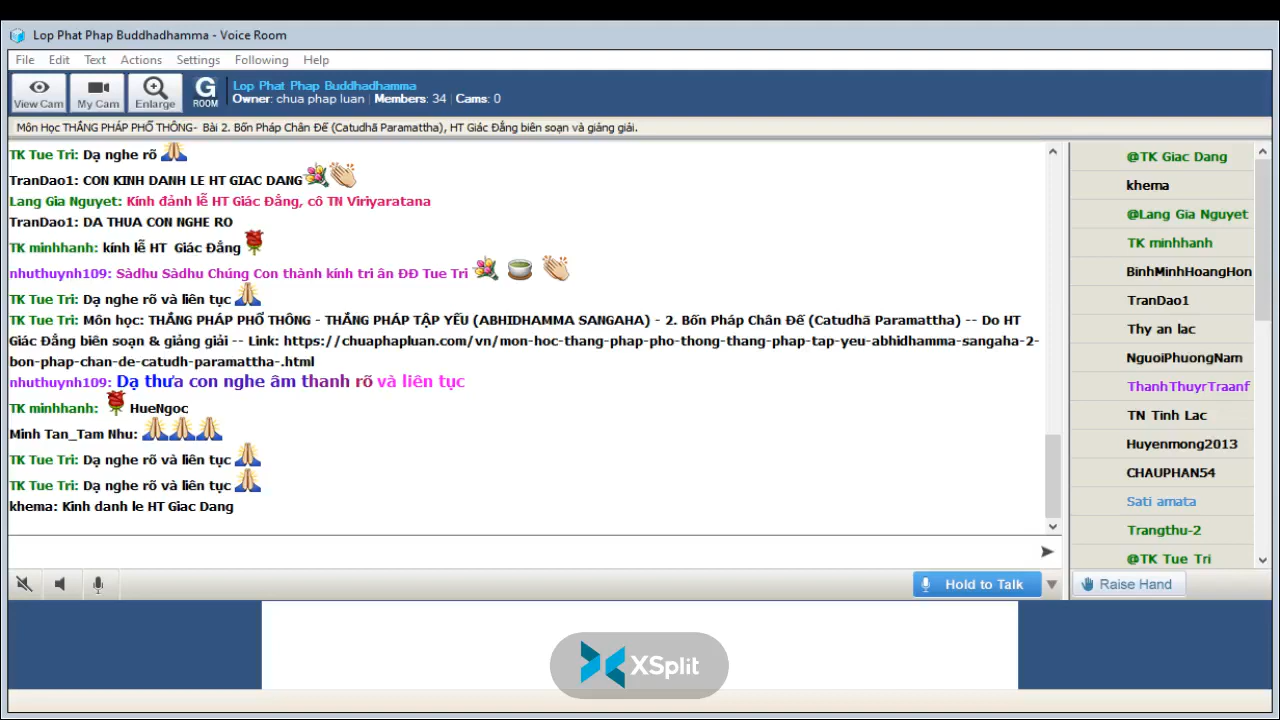 Lop Phat Phap Buddhadhamma - Voice Room
File Edit Text Actions Settings Following Help
View Cam My Cam Enlarge G ROOM
Lop Phat Phap Buddhadhamma
Owner: chua phap luan | Members: 34 | Cams: 0
Môn Học THẮNG PHÁP PHỔ THÔNG- Bài 2. Bốn Pháp Chân Đế (Catudhā Paramattha), HT Giác Đẳng biên soạn và giảng giải.
TK Tue Tri: Dạ nghe rõ
TranDao1: CON KINH DANH LE HT GIAC DANG
Lang Gia Nguyet: Kính đảnh lễ HT Giác Đẳng, cô TN Viriyaratana
TranDao1: DA THUA CON NGHE RO
TK minhhanh: kính lễ HT Giác Đẳng
nhuthuynh109: Sàdhu Sàdhu Chúng Con thành kính tri ân ĐĐ Tue Tri
TK Tue Tri: Dạ nghe rõ và liên tục
TK Tue Tri: Môn học: THẮNG PHÁP PHỔ THÔNG - THẮNG PHÁP TẬP YẾU (ABHIDHAMMA SANGAHA) - 2. Bốn Pháp Chân Đế (Catudhā Paramattha) -- Do HT
Giác Đẳng biên soạn & giảng giải -- Link: https://chuaphapluan.com/vn/mon-hoc-thang-phap-pho-thong-thang-phap-tap-yeu-abhidhamma-sangaha-2-
bon-phap-chan-de-catudh-paramattha-.html
nhuthuynh109: Dạ thưa con nghe âm thanh rõ và liên tục
TK minhhanh: HueNgoc
Minh Tan_Tam Nhu:
TK Tue Tri: Dạ nghe rõ và liên tục
TK Tue Tri: Dạ nghe rõ và liên tục
khema: Kinh danh le HT Giac Dang
@TK Giac Dang
khema
@Lang Gia Nguyet
TK minhhanh
BinhMinhHoangHon
TranDao1
Thy an lac
NguoiPhuongNam
ThanhThuyrTraanf
TN Tinh Lac
Huyenmong2013
CHAUPHAN54
Sati amata
Trangthu-2
@TK Tue Tri
Hold to Talk
Raise Hand
XSplit